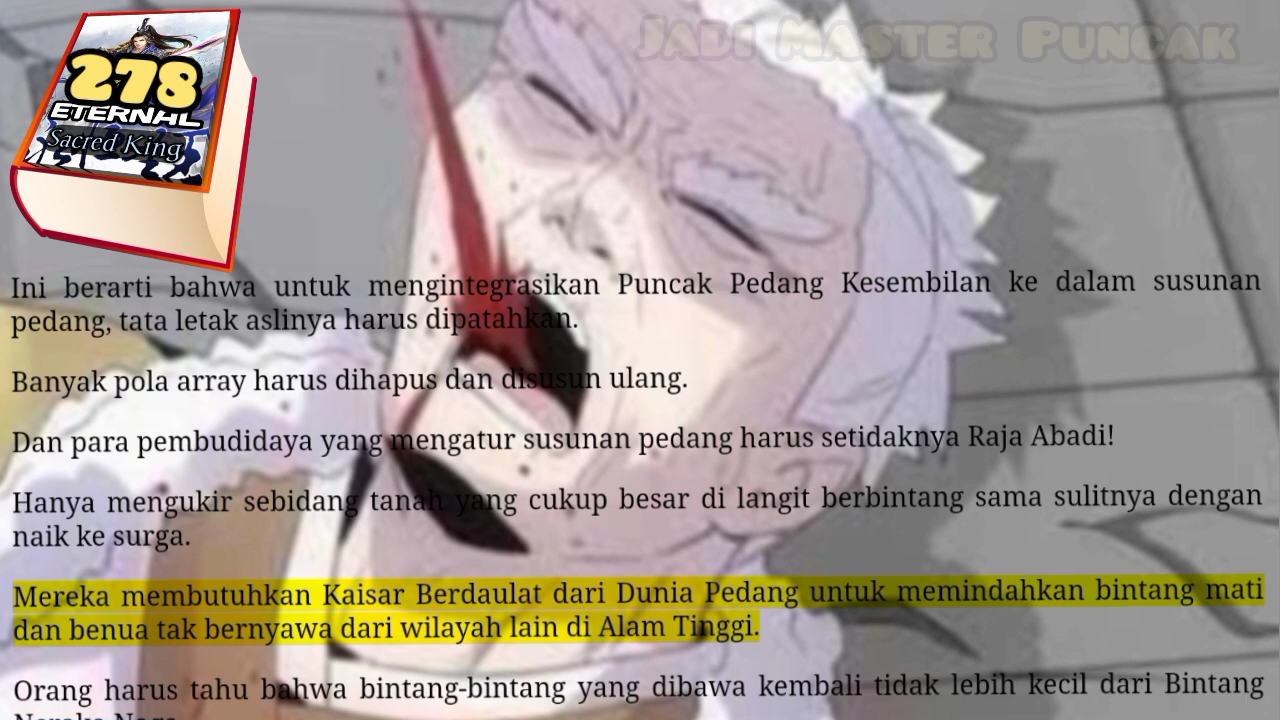 Jadi Master Puncak
278
ETERNAL
Sacred King
Ini berarti bahwa untuk mengintegrasikan Puncak Pedang Kesembilan ke dalam susunan
pedang, tata letak aslinya harus dipatahkan.
Banyak pola array harus dihapus dan disusun ulang.
Dan para pembudidaya yang mengatur susunan pedang harus setidaknya Raja Abadi!
Hanya mengukir sebidang tanah yang cukup besar di langit berbintang sama sulitnya dengan
naik ke surga.
Mereka membutuhkan Kaisar Berdaulat dari Dunia Pedang untuk memindahkan bintang mati
dan benua tak bernyawa dari wilayah lain di Alam Tinggi.
Orang harus tahu bahwa bintang-bintang yang dibawa kembali tidak lebih kecil dari Bintang